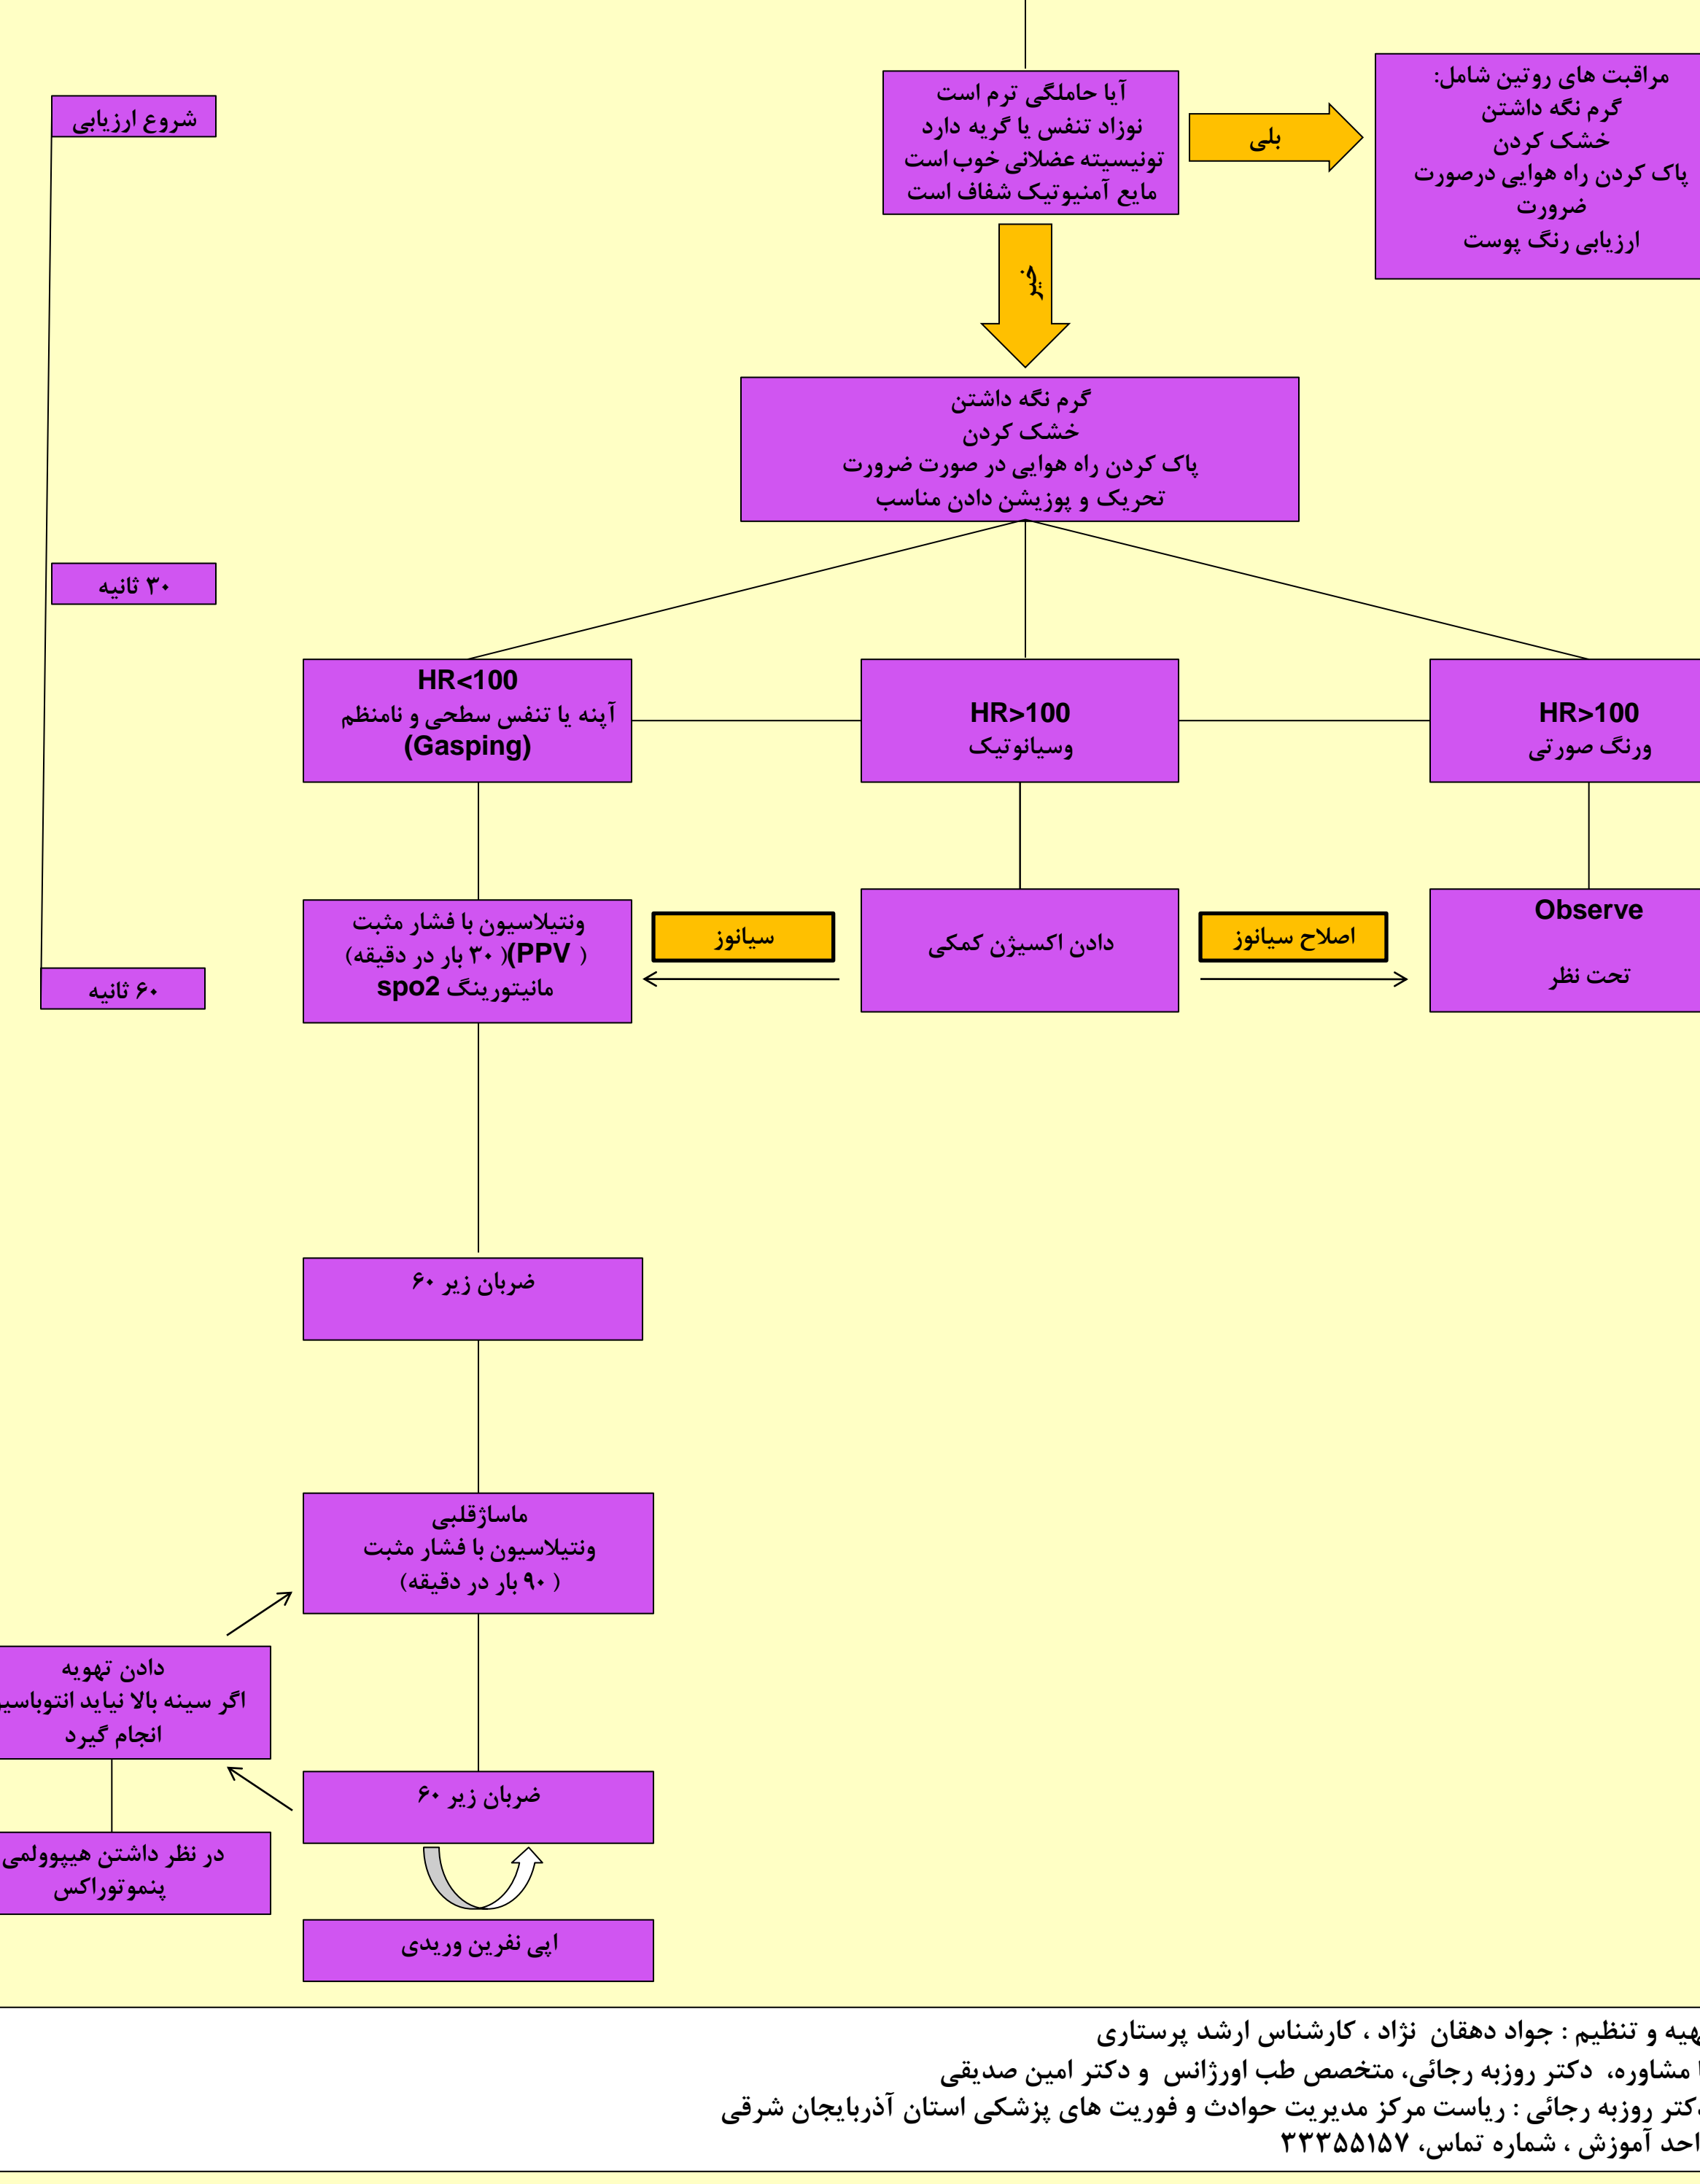 شروع ارزیابی
آیا حاملگی ترم است
نوزاد تنفس یا گریه دارد
تونیسیته عضلانی خوب است
مایع آمنیوتیک شفاف است
بلی
مراقبت های روتین شامل:
گرم نگه داشتن
خشک کردن
پاک کردن راه هوایی درصورت
ضرورت
ارزیابی رنگ پوست
خیر
گرم نگه داشتن
خشک کردن
پاک کردن راه هوایی در صورت ضرورت
تحریک و پوزیشن دادن مناسب
۳۰ ثانیه
HR>100
ورنگ صورتی
HR>100
وسیانوتیک
HR<100
آپنه یا تنفس سطحی و نامنظم
(Gasping)
Observe
تحت نظر
اصلاح سیانوز
دادن اکسیژن کمکی
سیانوز
ونتیلاسیون با فشار مثبت
( PPV)( ۳۰ بار در دقیقه)
مانیتورینگ spo2
۶۰ ثانیه
ضربان زیر ۶۰
ماساژقلبی
ونتیلاسیون با فشار مثبت
( ۹۰ بار در دقیقه)
دادن تهویه
اگر سینه بالا نیاید
انجام گیرد
ضربان زیر ۶۰
در نظر داشتن هیپوولمی
پنموتوراکس
اپی نفرین وریدی
و تنظیم : جواد دهقان نژاد ، کارشناس ارشد پرستاری
مشاوره، دکتر روزبه رجائی، متخصص طب اورژانس و دکتر امین صدیقی
دکتر روزبه رجائی : ریاست مرکز مدیریت حوادث و فوریت های پزشکی استان آذربایجان شرقی
آموزش ، شماره تماس، ۳۳۳۵۵۱۵۷